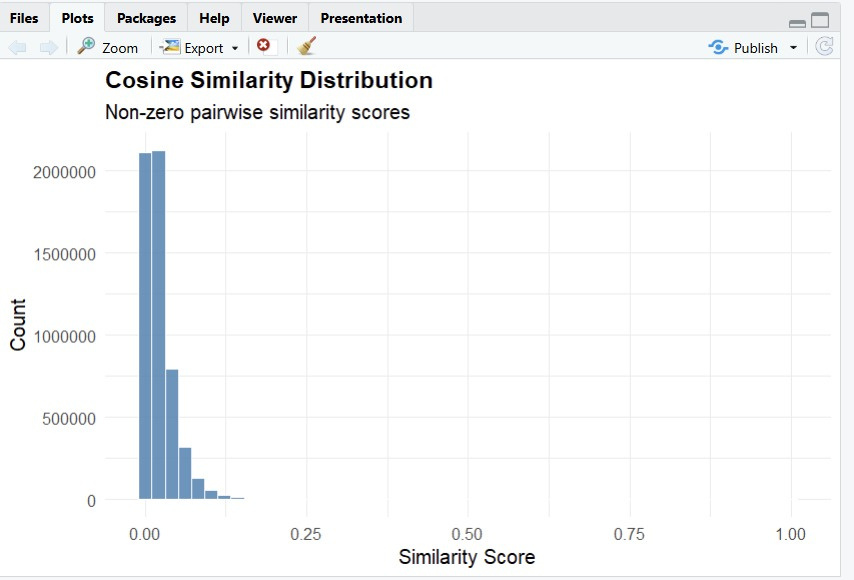 Files Plots Packages Help Viewer Presentation
Zoom Export Publish
Cosine Similarity Distribution
Non-zero pairwise similarity scores
2000000
1500000
1000000
500000
0
Count
0.00 0.25 0.50 0.75 1.00
Similarity Score